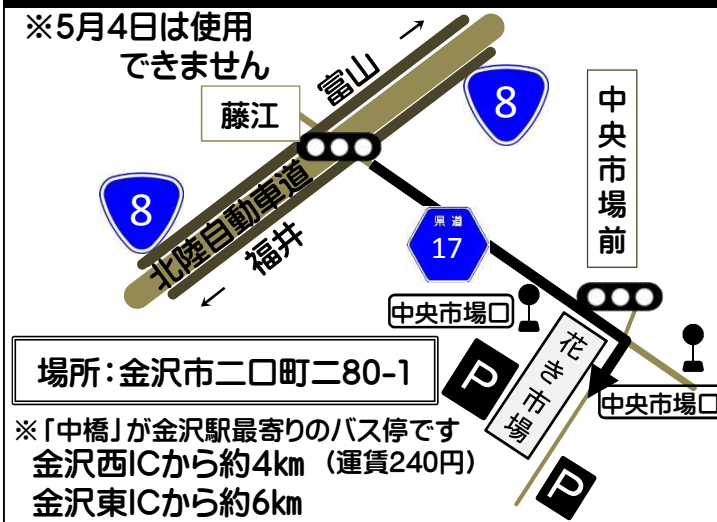 ※5月4日は使用
できません
富山
藤江
8
8
中央市場前
北陸自動車道
福井
県道
17
中央市場口
花き市場
中央市場口
P
P
場所:金沢市二口町ニ80-1
※「中橋」が金沢駅最寄りのバス停です
金沢西ICから約4km (運賃240円)
金沢東ICから約6km